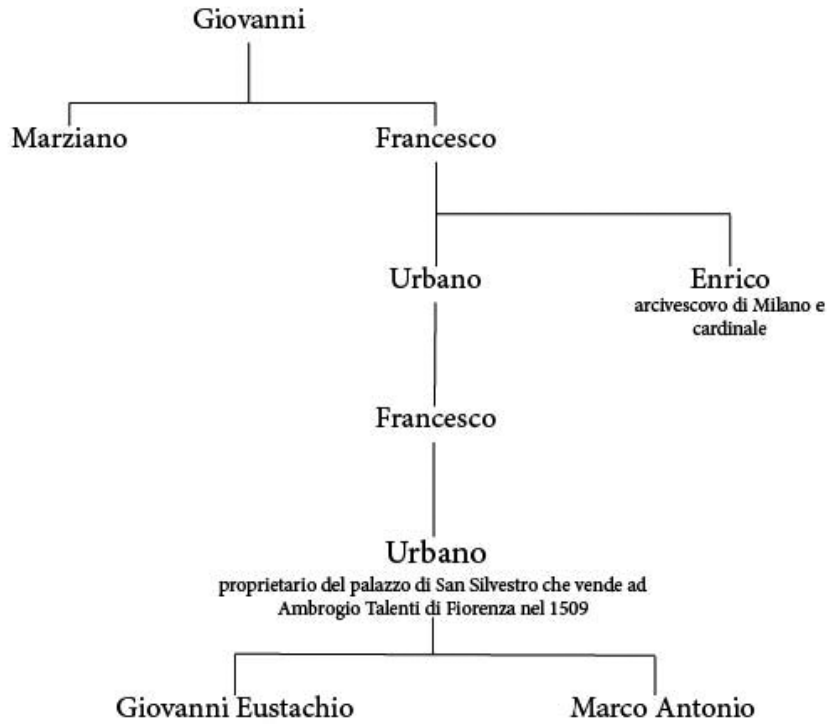 Giovanni
Marziano
Francesco
Urbano
Enrico
arcivescovo di Milano e
cardinale
Francesco
Urbano
proprietario del palazzo di San Silvestro che vende ad
Ambrogio Talenti di Fiorenza nel 1509
Giovanni Eustachio
Marco Antonio